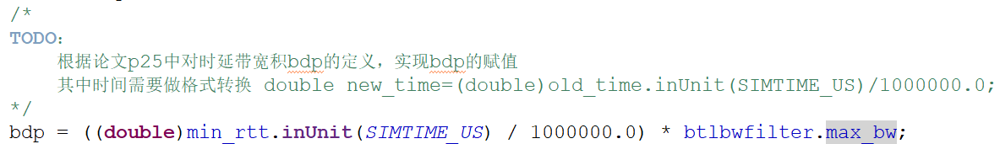 /*
TODO:
根据论文p25中对时延带宽积bdp的定义，实现bdp的赋值
其中时间需要做格式转换 double new_time=(double)old_time.inUnit(SIMTIME_US)/1000000.0;
*/
bdp = ((double)min_rtt.inUnit(SIMTIME_US) / 1000000.0) * btlbwfilter.max_bw;